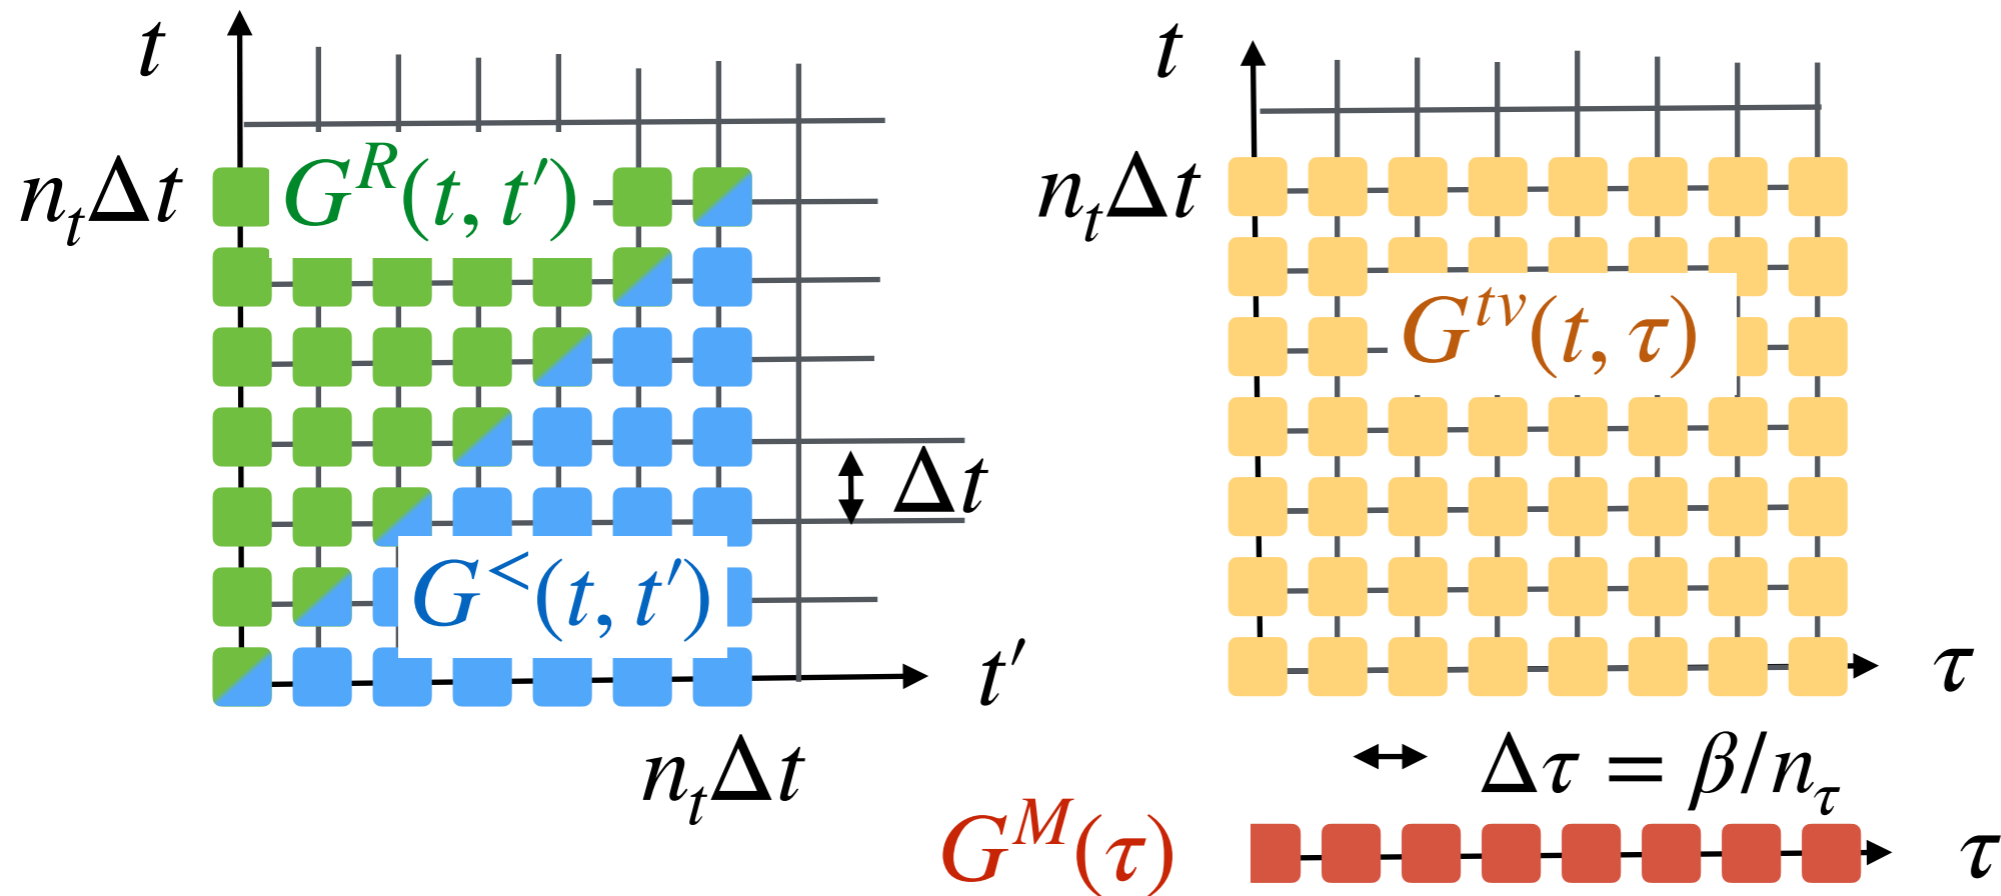 t
n_tΔt
G^R(t, t′)
Δt
G^<(t, t′)
t′
n_tΔt
t
n_tΔt
G^{tv}(t, τ)
τ
Δτ = β/n_τ
G^M(τ)
τ